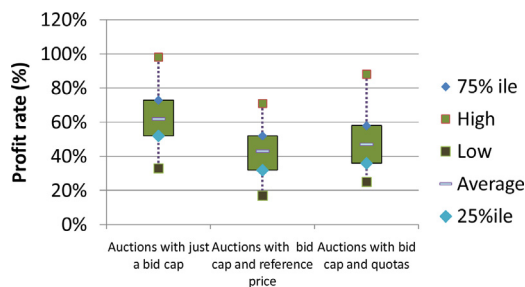 120%
100%
80%
60%
40%
20%
0%
Profit rate (%)
Auctions with just
a bid cap
Auctions with bid
cap and reference
price
Auctions with bid
cap and quotas
75% ile
High
Low
Average
25%ile